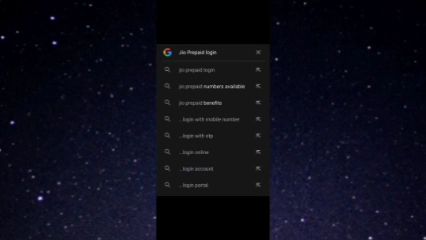 Jio Prepaid login
jio prepaid login
jio prepaid numbers available
jio prepaid benefits
...login with mobile number
...login with otp
...login online
...login account
...login portal